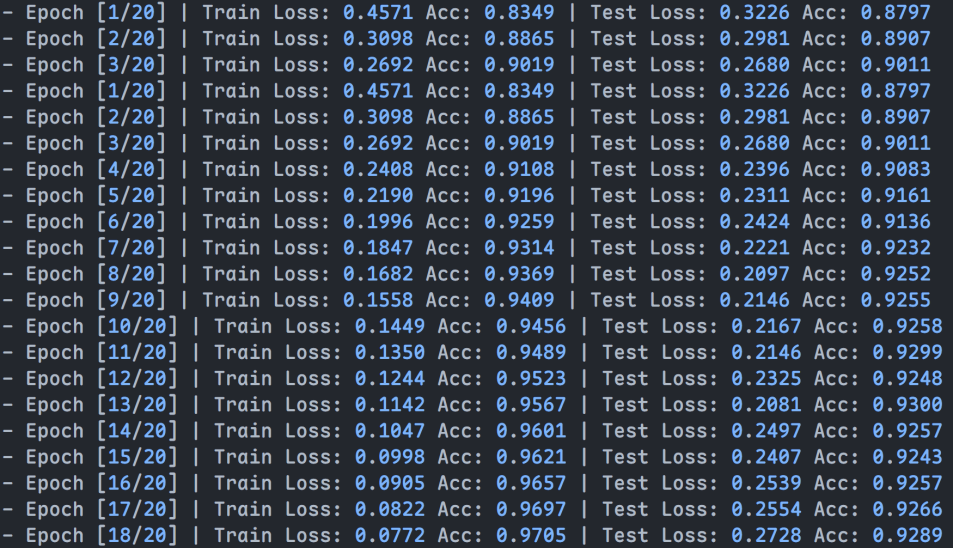 - Epoch [1/20] | Train Loss: 0.4571 Acc: 0.8349 | Test Loss: 0.3226 Acc: 0.8797
- Epoch [2/20] | Train Loss: 0.3098 Acc: 0.8865 | Test Loss: 0.2981 Acc: 0.8907
- Epoch [3/20] | Train Loss: 0.2692 Acc: 0.9019 | Test Loss: 0.2680 Acc: 0.9011
- Epoch [1/20] | Train Loss: 0.4571 Acc: 0.8349 | Test Loss: 0.3226 Acc: 0.8797
- Epoch [2/20] | Train Loss: 0.3098 Acc: 0.8865 | Test Loss: 0.2981 Acc: 0.8907
- Epoch [3/20] | Train Loss: 0.2692 Acc: 0.9019 | Test Loss: 0.2680 Acc: 0.9011
- Epoch [4/20] | Train Loss: 0.2408 Acc: 0.9108 | Test Loss: 0.2396 Acc: 0.9083
- Epoch [5/20] | Train Loss: 0.2190 Acc: 0.9196 | Test Loss: 0.2311 Acc: 0.9161
- Epoch [6/20] | Train Loss: 0.1996 Acc: 0.9259 | Test Loss: 0.2424 Acc: 0.9136
- Epoch [7/20] | Train Loss: 0.1847 Acc: 0.9314 | Test Loss: 0.2221 Acc: 0.9232
- Epoch [8/20] | Train Loss: 0.1682 Acc: 0.9369 | Test Loss: 0.2097 Acc: 0.9252
- Epoch [9/20] | Train Loss: 0.1558 Acc: 0.9409 | Test Loss: 0.2146 Acc: 0.9255
- Epoch [10/20] | Train Loss: 0.1449 Acc: 0.9456 | Test Loss: 0.2167 Acc: 0.9258
- Epoch [11/20] | Train Loss: 0.1350 Acc: 0.9489 | Test Loss: 0.2146 Acc: 0.9299
- Epoch [12/20] | Train Loss: 0.1244 Acc: 0.9523 | Test Loss: 0.2325 Acc: 0.9248
- Epoch [13/20] | Train Loss: 0.1142 Acc: 0.9567 | Test Loss: 0.2081 Acc: 0.9300
- Epoch [14/20] | Train Loss: 0.1047 Acc: 0.9601 | Test Loss: 0.2497 Acc: 0.9257
- Epoch [15/20] | Train Loss: 0.0998 Acc: 0.9621 | Test Loss: 0.2407 Acc: 0.9243
- Epoch [16/20] | Train Loss: 0.0905 Acc: 0.9657 | Test Loss: 0.2539 Acc: 0.9257
- Epoch [17/20] | Train Loss: 0.0822 Acc: 0.9697 | Test Loss: 0.2554 Acc: 0.9266
- Epoch [18/20] | Train Loss: 0.0772 Acc: 0.9705 | Test Loss: 0.2728 Acc: 0.9289